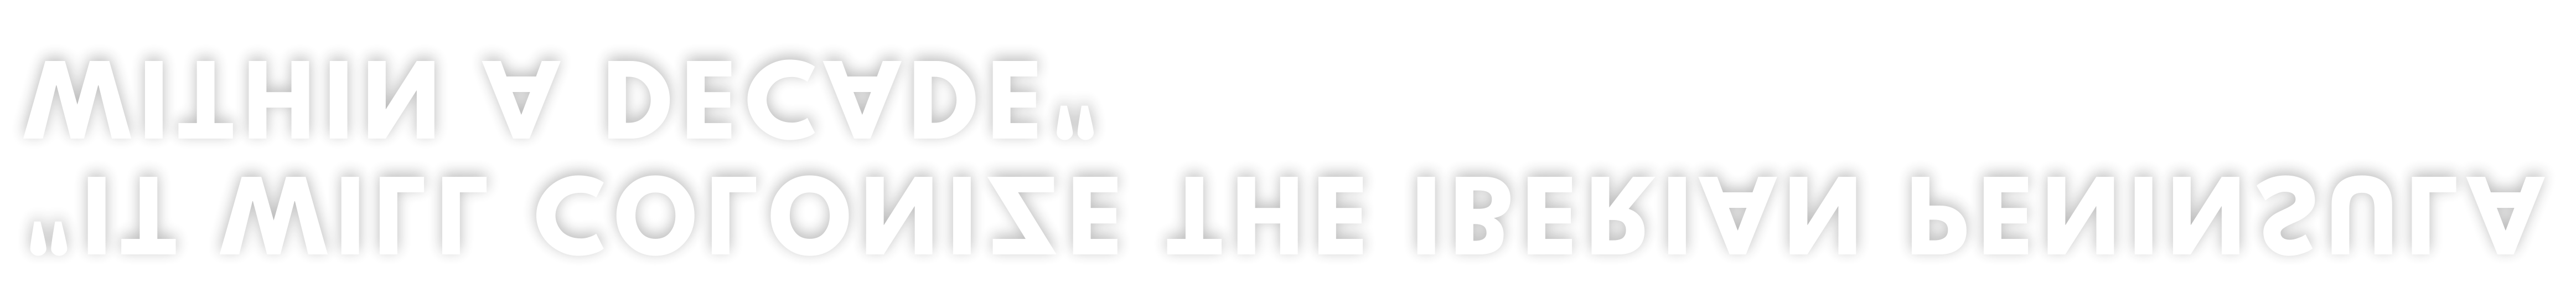 "IT WILL COLONIZE THE IBERIAN PENINSULA
WITHIN A DECADE"